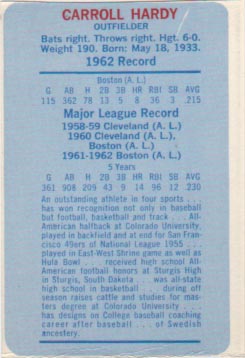 CARROLL HARDY
OUTFIELDER
Bats right. Throws right. Hgt. 6-0.
Weight 190. Born: May 18, 1933.
1962 Record
Boston (A. L.)
G AB H 2B 3B HR RBI SB AVG
115 362 78 13 5 8 36 3 .215
Major League Record
1958-59 Cleveland (A. L.)
1960 Cleveland (A. L.),
Boston (A. L.)
1961-1962 Boston (A. L.)
5 Years
G AB H 2B 3B HR RBI SB AVG
361 908 209 43 9 14 96 12 .230
An outstanding athlete in four sports . . .
has won recognition not only in baseball
but football, basketball and track . . . All-
American halfback at Colorado University,
played in backfield and at end for San Fran-
cisco 49ers of National League 1955 . . .
played in East-West Shrine game as well as
Hula Bowl . . . received high school All-
American football honors at Sturgis High
in Sturgis, South Dakota . . . was all-state
high school in basketball . . . during off
season raises cattle and studies for mas-
ters degree at Colorado University . . .
has designs on College baseball coaching
career after baseball . . . of Swedish
ancestery.